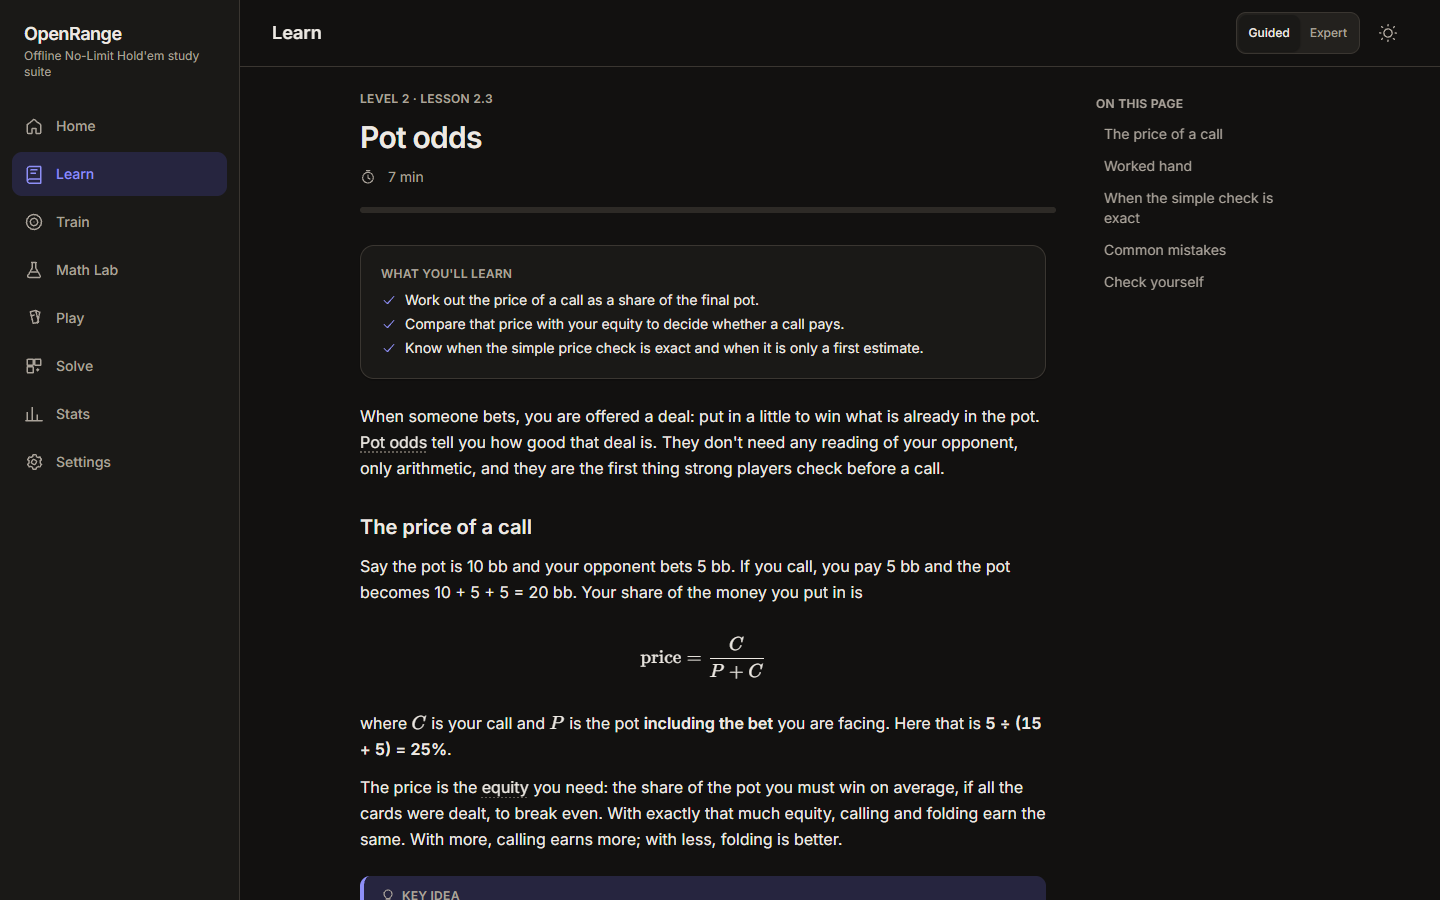 OpenRange
Offline No-Limit Hold'em study
suite
Home
Learn
Train
Math Lab
Play
Solve
Stats
Settings
Learn
Guided
Expert
LEVEL 2 · LESSON 2.3
Pot odds
7 min
WHAT YOU'LL LEARN
Work out the price of a call as a share of the final pot.
Compare that price with your equity to decide whether a call pays.
Know when the simple price check is exact and when it is only a first estimate.
When someone bets, you are offered a deal: put in a little to win what is already in the pot.
Pot odds tell you how good that deal is. They don't need any reading of your opponent,
only arithmetic, and they are the first thing strong players check before a call.
The price of a call
Say the pot is 10 bb and your opponent bets 5 bb. If you call, you pay 5 bb and the pot
becomes 10 + 5 + 5 = 20 bb. Your share of the money you put in is
price = C / (P + C)
where C is your call and P is the pot including the bet you are facing. Here that is 5 ÷ (15
+ 5) = 25%.
The price is the equity you need: the share of the pot you must win on average, if all the
cards were dealt, to break even. With exactly that much equity, calling and folding earn the
same. With more, calling earns more; with less, folding is better.
KEY IDEA
ON THIS PAGE
The price of a call
Worked hand
When the simple check is
exact
Common mistakes
Check yourself